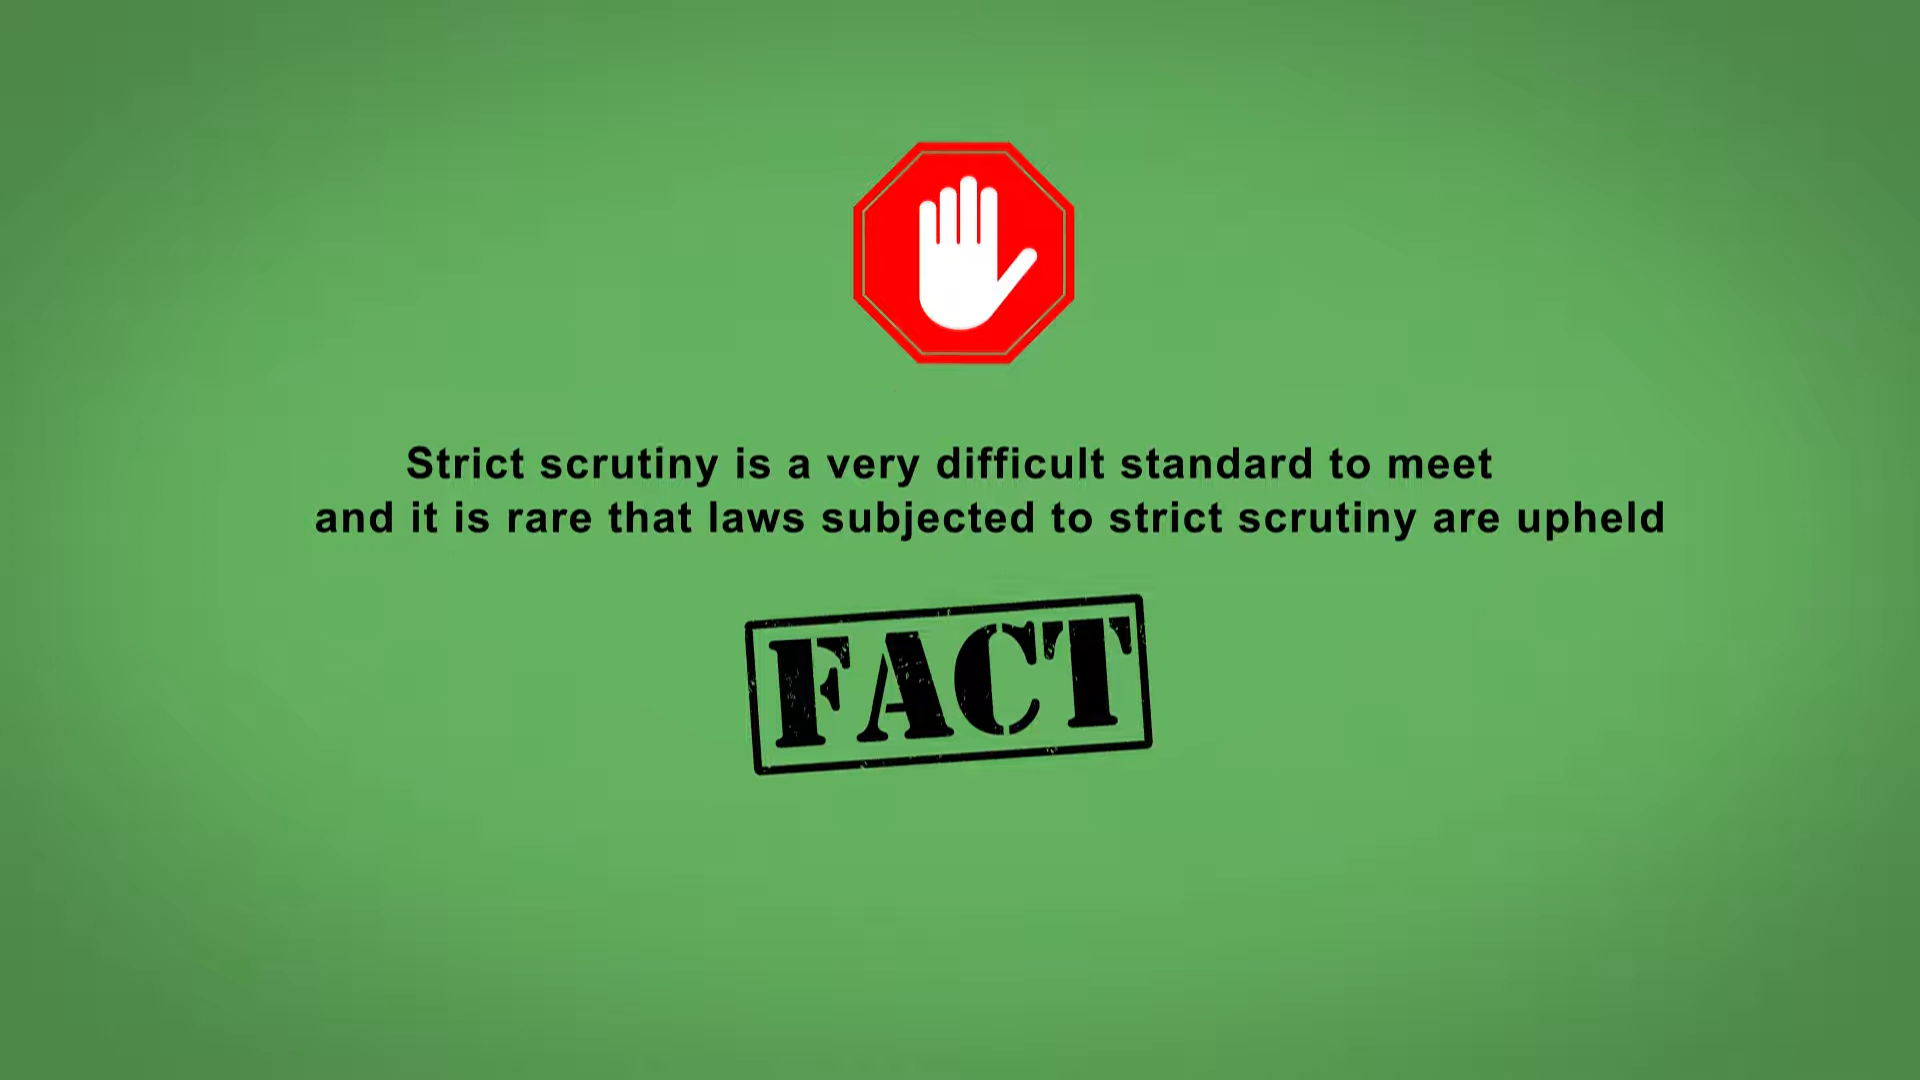 Strict scrutiny is a very difficult standard to meet
and it is rare that laws subjected to strict scrutiny are upheld
FACT